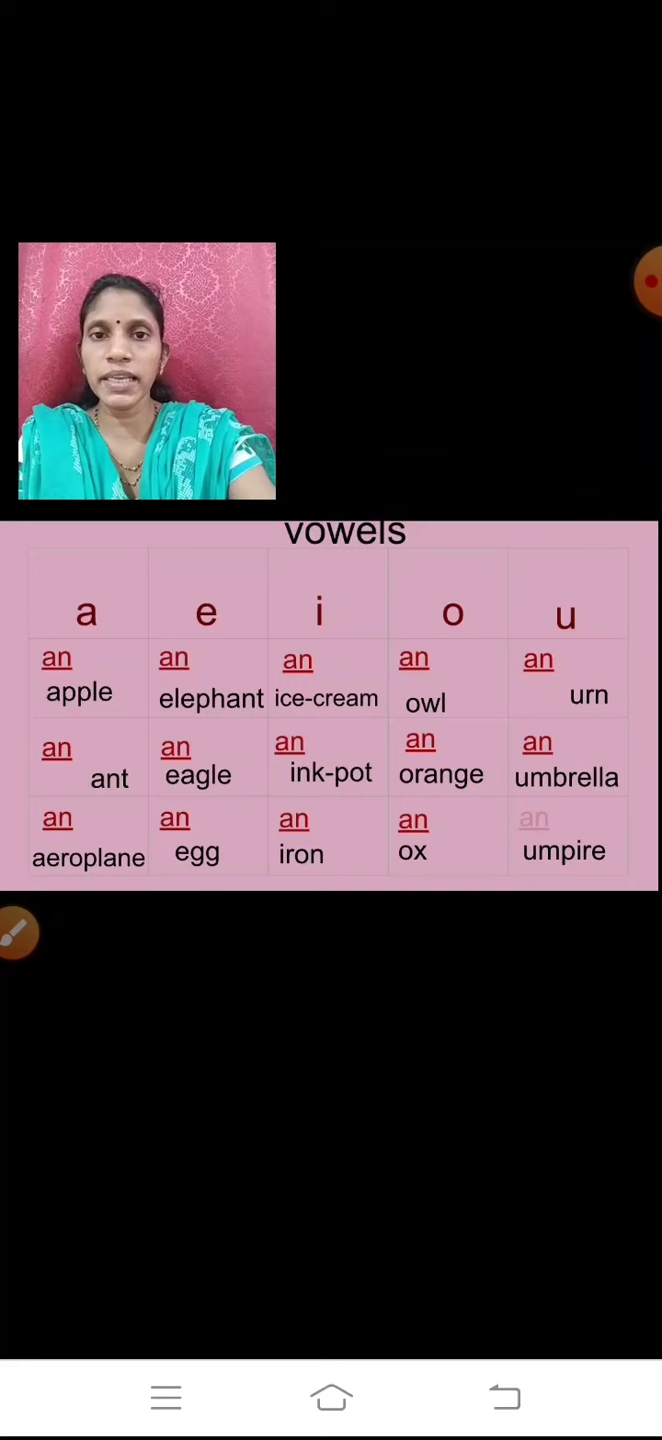 vowels
a e i o u
an an an an an
apple elephant ice-cream owl urn
an an an an an
ant eagle ink-pot orange umbrella
an an an an an
aeroplane egg iron ox umpire